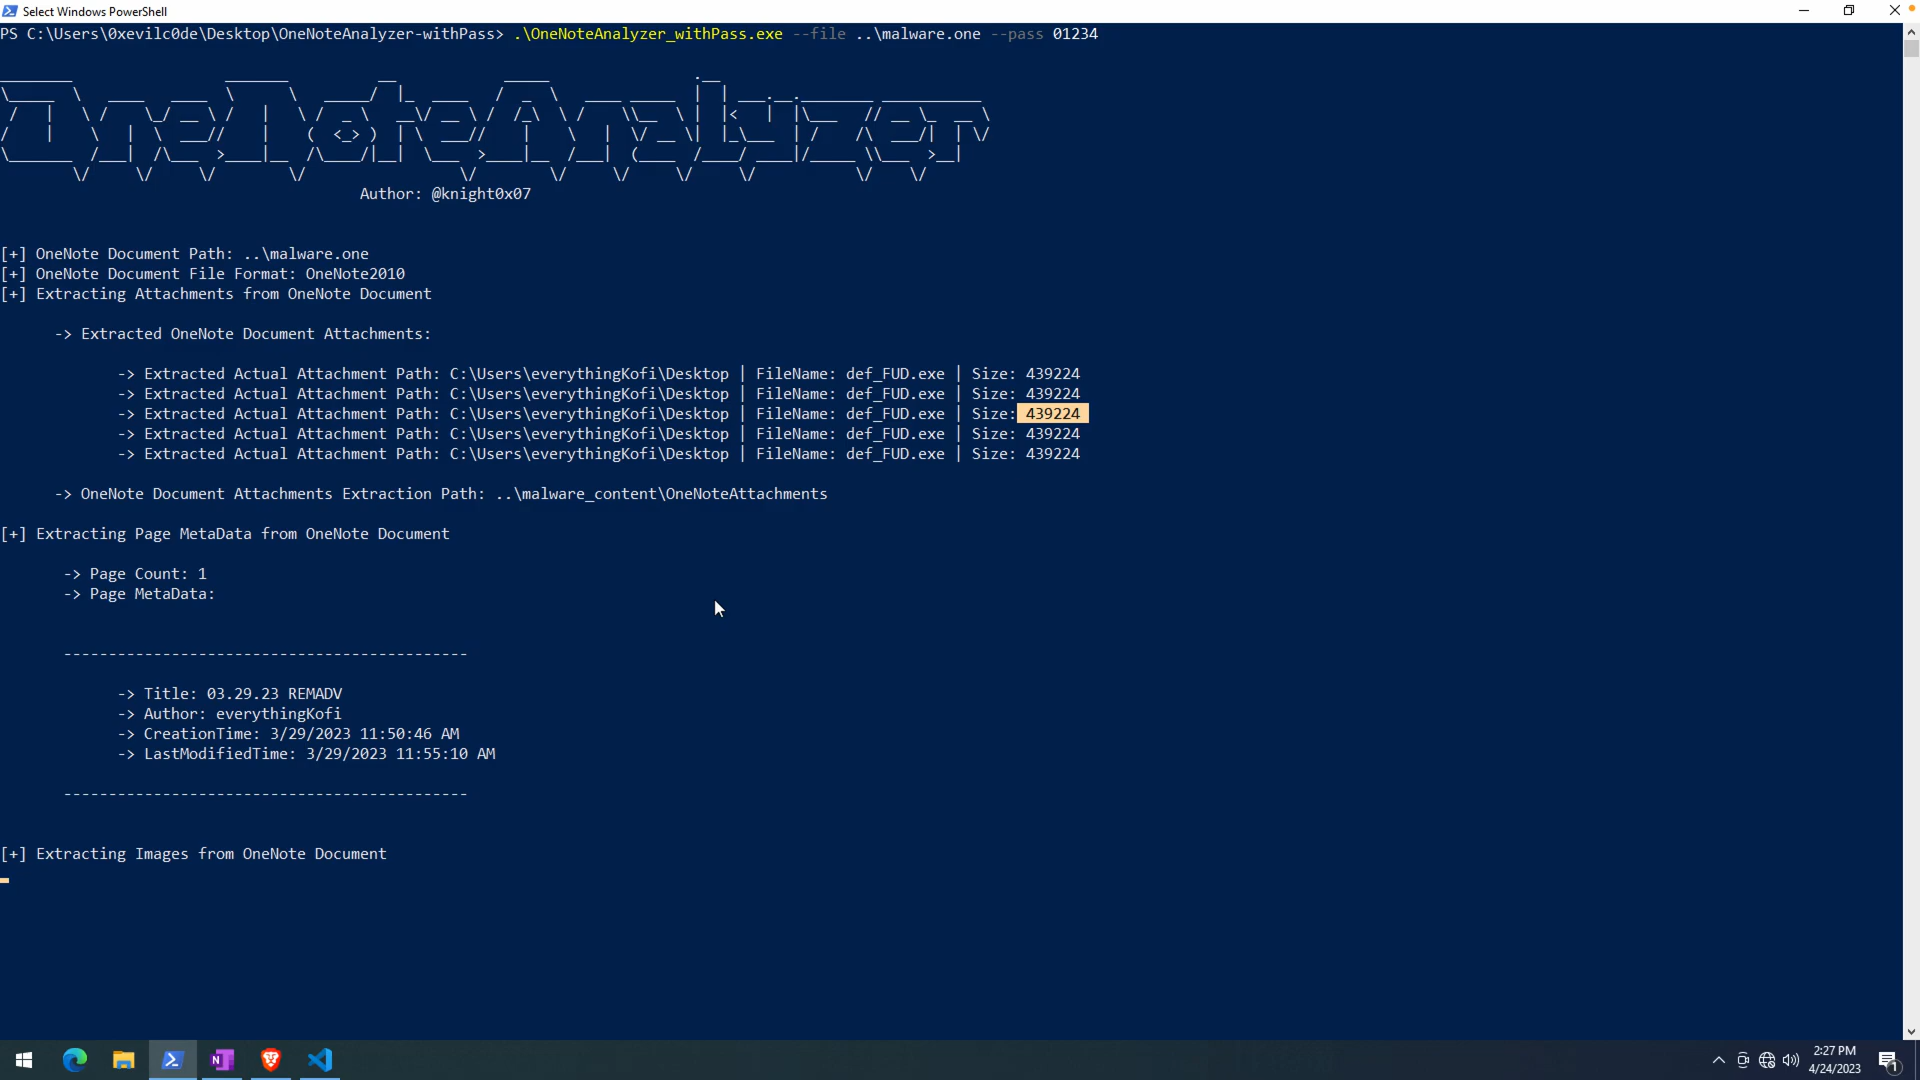 Select Windows PowerShell
PS C:\Users\0xevilc0de\Desktop\OneNoteAnalyzer-withPass> .\OneNoteAnalyzer_withPass.exe --file ..\malware.one --pass 01234
OneNoteAnalyzer
Author: @knight0x07
[+] OneNote Document Path: ..\malware.one
[+] OneNote Document File Format: OneNote2010
[+] Extracting Attachments from OneNote Document
-> Extracted OneNote Document Attachments:
-> Extracted Actual Attachment Path: C:\Users\everythingKofi\Desktop | FileName: def_FUD.exe | Size: 439224
-> Extracted Actual Attachment Path: C:\Users\everythingKofi\Desktop | FileName: def_FUD.exe | Size: 439224
-> Extracted Actual Attachment Path: C:\Users\everythingKofi\Desktop | FileName: def_FUD.exe | Size: 439224
-> Extracted Actual Attachment Path: C:\Users\everythingKofi\Desktop | FileName: def_FUD.exe | Size: 439224
-> Extracted Actual Attachment Path: C:\Users\everythingKofi\Desktop | FileName: def_FUD.exe | Size: 439224
-> OneNote Document Attachments Extraction Path: ..\malware_content\OneNoteAttachments
[+] Extracting Page MetaData from OneNote Document
-> Page Count: 1
-> Page MetaData:
---------------------------------------------
-> Title: 03.29.23 REMADV
-> Author: everythingKofi
-> CreationTime: 3/29/2023 11:50:46 AM
-> LastModifiedTime: 3/29/2023 11:55:10 AM
---------------------------------------------
[+] Extracting Images from OneNote Document
2:27 PM
4/24/2023
1